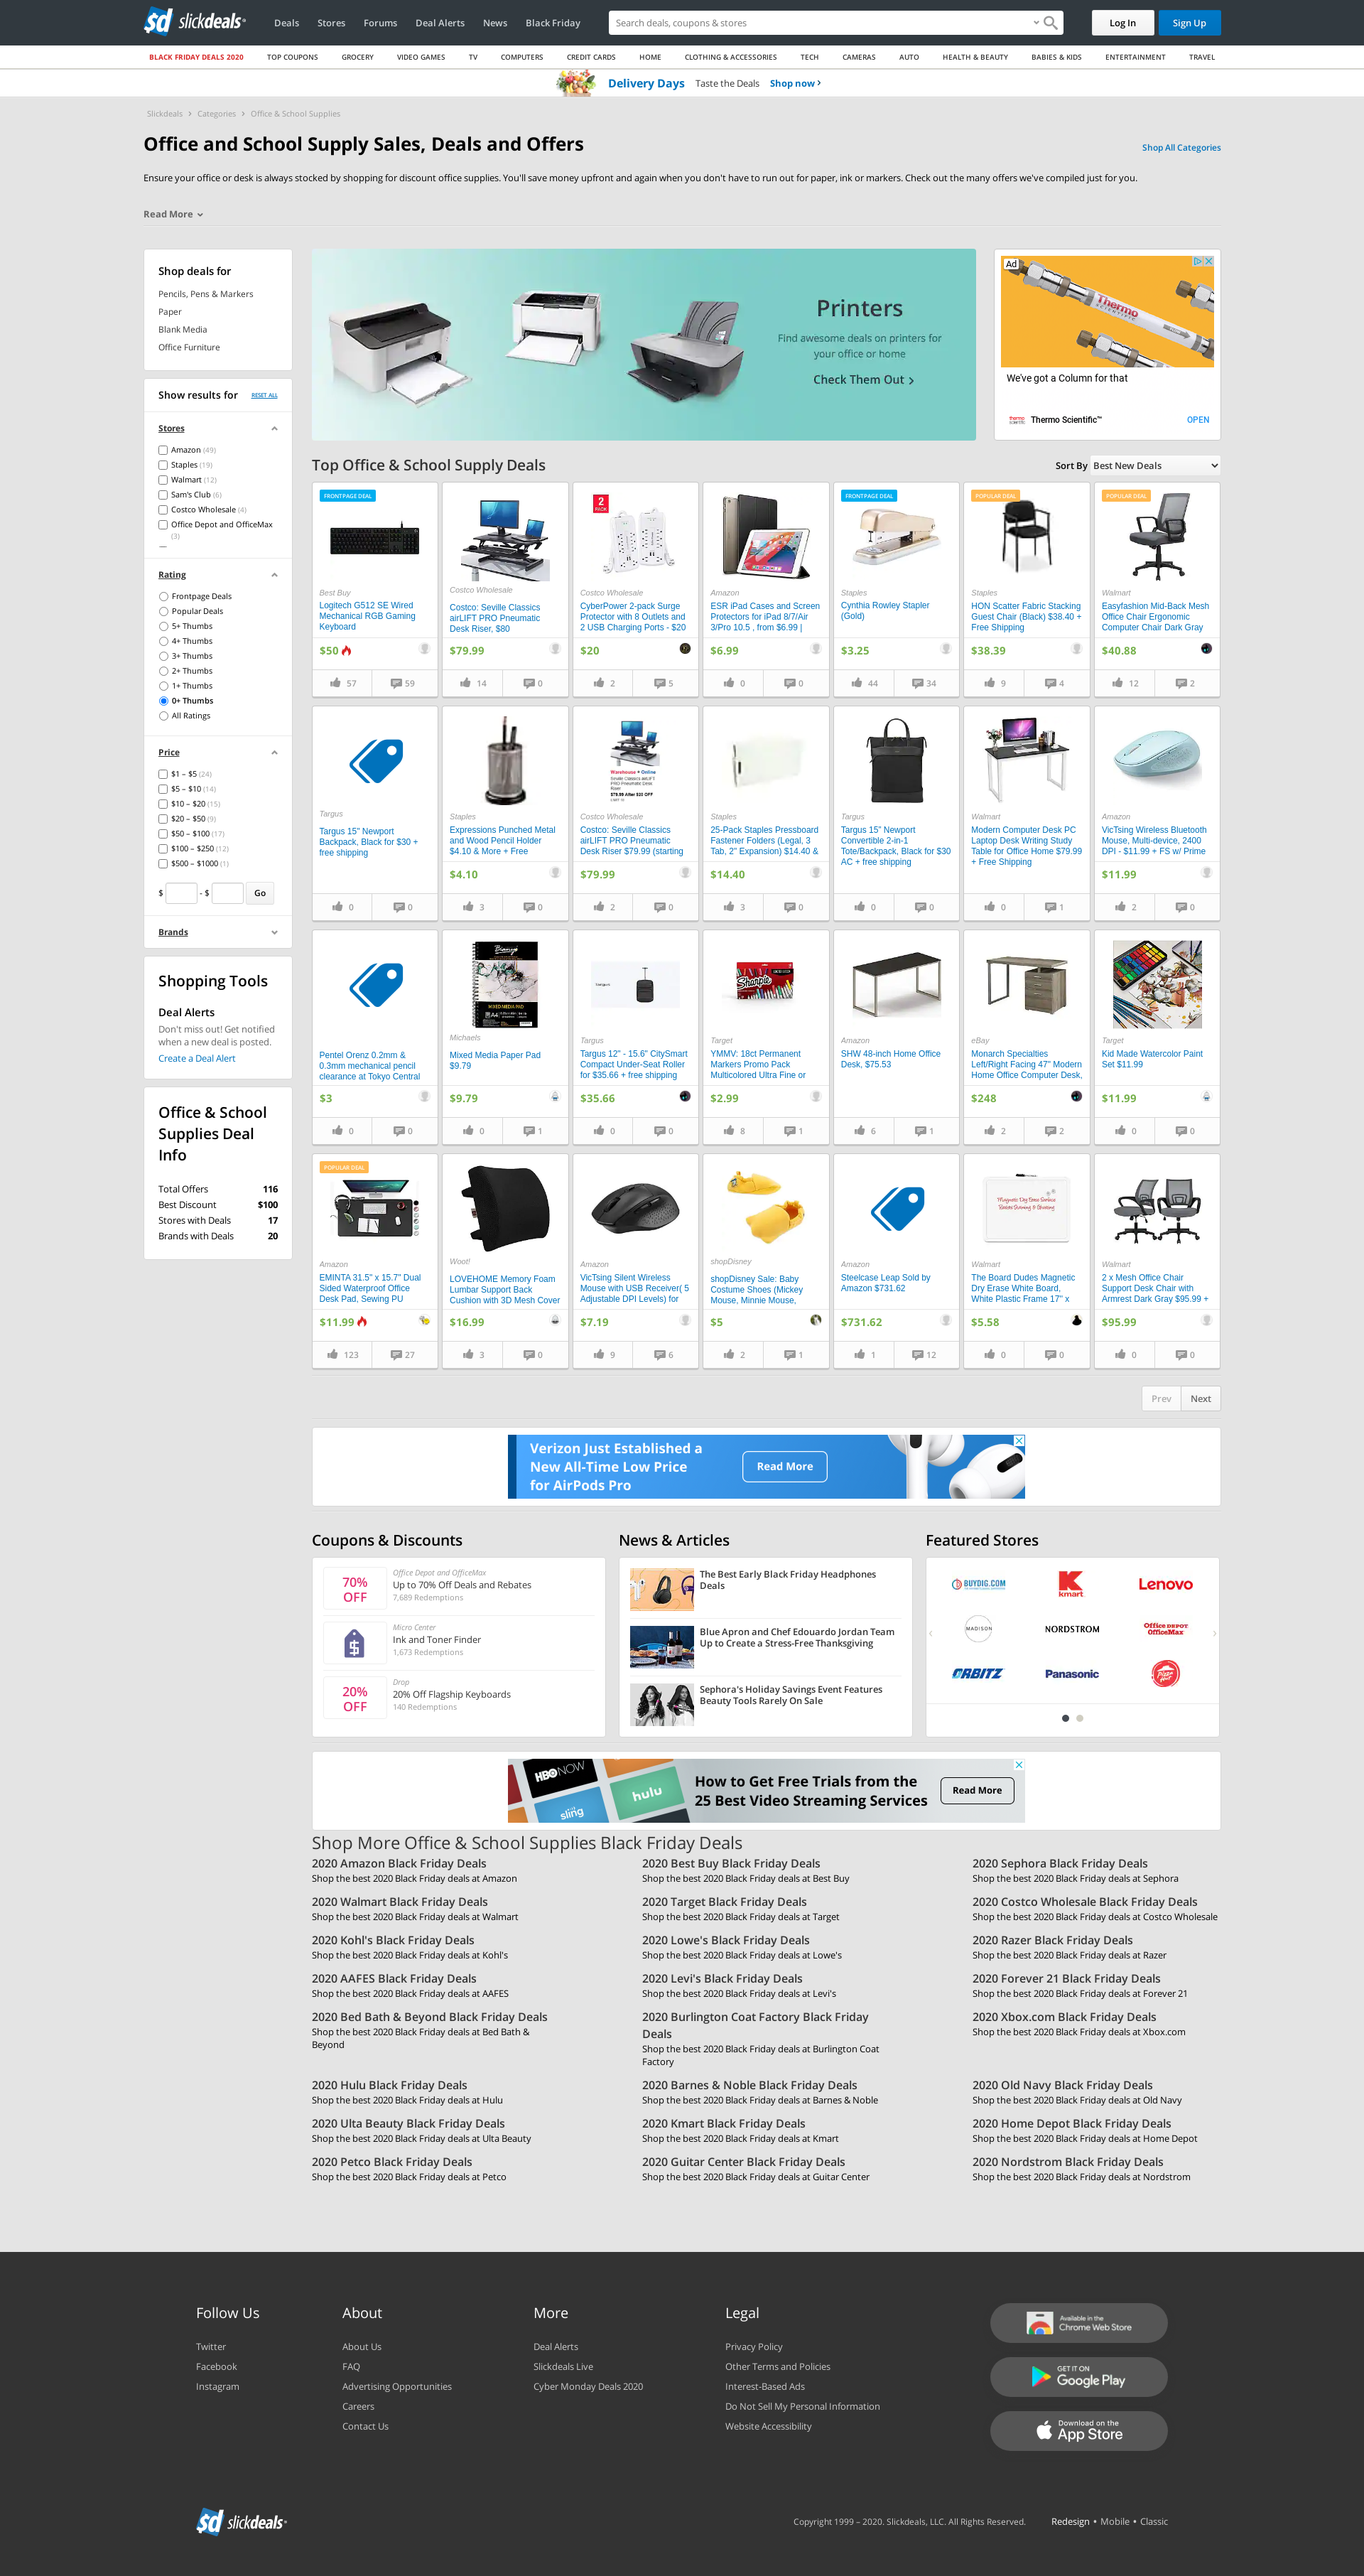 sd slickdeals
Deals Stores Forums Deal Alerts News Black Friday
Search deals, coupons & stores
Log In Sign Up
BLACK FRIDAY DEALS 2020 TOP COUPONS GROCERY VIDEO GAMES TV COMPUTERS CREDIT CARDS HOME CLOTHING & ACCESSORIES TECH CAMERAS AUTO HEALTH & BEAUTY BABIES & KIDS ENTERTAINMENT TRAVEL
Delivery Days Taste the Deals Shop now
Slickdeals Categories Office & School Supplies
Office and School Supply Sales, Deals and Offers
Shop All Categories
Ensure your office or desk is always stocked by shopping for discount office supplies. You'll save money upfront and again when you don't have to run out for paper, ink or markers. Check out the many offers we've compiled just for you.
Read More
Shop deals for
Pencils, Pens & Markers
Paper
Blank Media
Office Furniture
Show results for RESET ALL
Stores
Amazon (49)
Staples (19)
Walmart (12)
Sam's Club (6)
Costco Wholesale (4)
Office Depot and OfficeMax
(3)
Rating
Frontpage Deals
Popular Deals
5+ Thumbs
4+ Thumbs
3+ Thumbs
2+ Thumbs
1+ Thumbs
0+ Thumbs
All Ratings
Price
$1 – $5 (24)
$5 – $10 (14)
$10 – $20 (15)
$20 – $50 (9)
$50 – $100 (17)
$100 – $250 (12)
$500 – $1000 (1)
$ - $ Go
Brands
Shopping Tools
Deal Alerts
Don't miss out! Get notified
when a new deal is posted.
Create a Deal Alert
Office & School
Supplies Deal
Info
Total Offers 116
Best Discount $100
Stores with Deals 17
Brands with Deals 20
Printers
Find awesome deals on printers for
your office or home
Check Them Out
Ad
Thermo
SCIENTIFIC
We've got a Column for that
Thermo Scientific™ OPEN
Top Office & School Supply Deals
Sort By Best New Deals
FRONTPAGE DEAL
Best Buy
Logitech G512 SE Wired
Mechanical RGB Gaming
Keyboard
$50
57 59
Costco Wholesale
Costco: Seville Classics
airLIFT PRO Pneumatic
Desk Riser, $80
$79.99
14 0
2
PACK
Costco Wholesale
CyberPower 2-pack Surge
Protector with 8 Outlets and
2 USB Charging Ports - $20
$20
2 5
Amazon
ESR iPad Cases and Screen
Protectors for iPad 8/7/Air
3/Pro 10.5 , from $6.99 |
$6.99
0 0
FRONTPAGE DEAL
Staples
Cynthia Rowley Stapler
(Gold)
$3.25
44 34
POPULAR DEAL
Staples
HON Scatter Fabric Stacking
Guest Chair (Black) $38.40 +
Free Shipping
$38.39
9 4
POPULAR DEAL
Walmart
Easyfashion Mid-Back Mesh
Office Chair Ergonomic
Computer Chair Dark Gray
$40.88
12 2
Targus
Targus 15" Newport
Backpack, Black for $30 +
free shipping
0 0
Staples
Expressions Punched Metal
and Wood Pencil Holder
$4.10 & More + Free
$4.10
3 0
Warehouse + Online
Costco Wholesale
Costco: Seville Classics
airLIFT PRO Pneumatic
Desk Riser $79.99 (starting
$79.99
2 0
Staples
25-Pack Staples Pressboard
Fastener Folders (Legal, 3
Tab, 2" Expansion) $14.40 &
$14.40
3 0
Targus
Targus 15" Newport
Convertible 2-in-1
Tote/Backpack, Black for $30
AC + free shipping
0 0
Walmart
Modern Computer Desk PC
Laptop Desk Writing Study
Table for Office Home $79.99
+ Free Shipping
0 1
Amazon
VicTsing Wireless Bluetooth
Mouse, Multi-device, 2400
DPI - $11.99 + FS w/ Prime
$11.99
2 0
Pentel Orenz 0.2mm &
0.3mm mechanical pencil
clearance at Tokyo Central
$3
0 0
MIXED MEDIA PAD
Michaels
Mixed Media Paper Pad
$9.79
$9.79
0 1
Targus
Targus
Targus 12" - 15.6" CitySmart
Compact Under-Seat Roller
for $35.66 + free shipping
$35.66
0 0
Sharpie
Target
YMMV: 18ct Permanent
Markers Promo Pack
Multicolored Ultra Fine or
$2.99
8 1
Amazon
SHW 48-inch Home Office
Desk, $75.53
6 1
eBay
Monarch Specialties
Left/Right Facing 47" Modern
Home Office Computer Desk,
$248
2 2
Target
Kid Made Watercolor Paint
Set $11.99
$11.99
0 0
POPULAR DEAL
Amazon
EMINTA 31.5" x 15.7" Dual
Sided Waterproof Office
Desk Pad, Sewing PU
$11.99
123 27
Woot!
LOVEHOME Memory Foam
Lumbar Support Back
Cushion with 3D Mesh Cover
$16.99
3 0
Amazon
VicTsing Silent Wireless
Mouse with USB Receiver( 5
Adjustable DPI Levels) for
$7.19
9 6
shopDisney
shopDisney Sale: Baby
Costume Shoes (Mickey
Mouse, Minnie Mouse,
$5
2 1
Amazon
Steelcase Leap Sold by
Amazon $731.62
$731.62
1 12
Magnetic Dry Erase Surface
Walmart
The Board Dudes Magnetic
Dry Erase White Board,
White Plastic Frame 17" x
$5.58
0 0
Walmart
2 x Mesh Office Chair
Support Desk Chair with
Armrest Dark Gray $95.99 +
$95.99
0 0
Prev Next
Verizon Just Established a
New All-Time Low Price
for AirPods Pro
Read More
Coupons & Discounts
70%
OFF
Office Depot and OfficeMax
Up to 70% Off Deals and Rebates
7,689 Redemptions
Micro Center
Ink and Toner Finder
1,673 Redemptions
20%
OFF
Drop
20% Off Flagship Keyboards
140 Redemptions
News & Articles
The Best Early Black Friday Headphones
Deals
Blue Apron and Chef Edouardo Jordan Team
Up to Create a Stress-Free Thanksgiving
Sephora's Holiday Savings Event Features
Beauty Tools Rarely On Sale
Featured Stores
BUYDIG.COM kmart Lenovo
MADISON NORDSTROM Office DEPOT
OfficeMax
ORBITZ Panasonic Pizza Hut
HBO NOW
sling
hulu
How to Get Free Trials from the
25 Best Video Streaming Services
Read More
Shop More Office & School Supplies Black Friday Deals
2020 Amazon Black Friday Deals
Shop the best 2020 Black Friday deals at Amazon
2020 Best Buy Black Friday Deals
Shop the best 2020 Black Friday deals at Best Buy
2020 Sephora Black Friday Deals
Shop the best 2020 Black Friday deals at Sephora
2020 Walmart Black Friday Deals
Shop the best 2020 Black Friday deals at Walmart
2020 Target Black Friday Deals
Shop the best 2020 Black Friday deals at Target
2020 Costco Wholesale Black Friday Deals
Shop the best 2020 Black Friday deals at Costco Wholesale
2020 Kohl's Black Friday Deals
Shop the best 2020 Black Friday deals at Kohl's
2020 Lowe's Black Friday Deals
Shop the best 2020 Black Friday deals at Lowe's
2020 Razer Black Friday Deals
Shop the best 2020 Black Friday deals at Razer
2020 AAFES Black Friday Deals
Shop the best 2020 Black Friday deals at AAFES
2020 Levi's Black Friday Deals
Shop the best 2020 Black Friday deals at Levi's
2020 Forever 21 Black Friday Deals
Shop the best 2020 Black Friday deals at Forever 21
2020 Bed Bath & Beyond Black Friday Deals
Shop the best 2020 Black Friday deals at Bed Bath &
Beyond
2020 Burlington Coat Factory Black Friday
Deals
Shop the best 2020 Black Friday deals at Burlington Coat
Factory
2020 Xbox.com Black Friday Deals
Shop the best 2020 Black Friday deals at Xbox.com
2020 Hulu Black Friday Deals
Shop the best 2020 Black Friday deals at Hulu
2020 Barnes & Noble Black Friday Deals
Shop the best 2020 Black Friday deals at Barnes & Noble
2020 Old Navy Black Friday Deals
Shop the best 2020 Black Friday deals at Old Navy
2020 Ulta Beauty Black Friday Deals
Shop the best 2020 Black Friday deals at Ulta Beauty
2020 Kmart Black Friday Deals
Shop the best 2020 Black Friday deals at Kmart
2020 Home Depot Black Friday Deals
Shop the best 2020 Black Friday deals at Home Depot
2020 Petco Black Friday Deals
Shop the best 2020 Black Friday deals at Petco
2020 Guitar Center Black Friday Deals
Shop the best 2020 Black Friday deals at Guitar Center
2020 Nordstrom Black Friday Deals
Shop the best 2020 Black Friday deals at Nordstrom
Follow Us
Twitter
Facebook
Instagram
About
About Us
FAQ
Advertising Opportunities
Careers
Contact Us
More
Deal Alerts
Slickdeals Live
Cyber Monday Deals 2020
Legal
Privacy Policy
Other Terms and Policies
Interest-Based Ads
Do Not Sell My Personal Information
Website Accessibility
Available in the
Chrome Web Store
GET IT ON
Google Play
Download on the
App Store
sd slickdeals
Copyright 1999 – 2020. Slickdeals, LLC. All Rights Reserved.
Redesign • Mobile • Classic